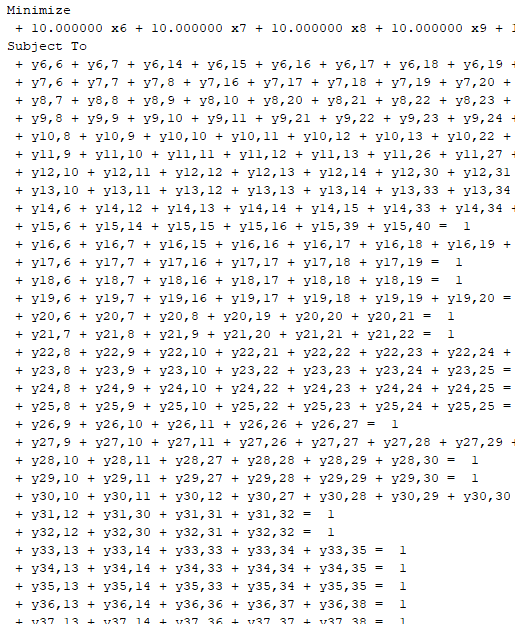 Minimize
+ 10.000000 x6 + 10.000000 x7 + 10.000000 x8 + 10.000000 x9 +
Subject To
+ y6,6 + y6,7 + y6,14 + y6,15 + y6,16 + y6,17 + y6,18 + y6,19 +
+ y7,6 + y7,7 + y7,8 + y7,16 + y7,17 + y7,18 + y7,19 + y7,20 +
+ y8,7 + y8,8 + y8,9 + y8,10 + y8,20 + y8,21 + y8,22 + y8,23 +
+ y9,8 + y9,9 + y9,10 + y9,11 + y9,21 + y9,22 + y9,23 + y9,24 +
+ y10,8 + y10,9 + y10,10 + y10,11 + y10,12 + y10,13 + y10,22 +
+ y11,9 + y11,10 + y11,11 + y11,12 + y11,13 + y11,26 + y11,27 +
+ y12,10 + y12,11 + y12,12 + y12,13 + y12,14 + y12,30 + y12,31
+ y13,10 + y13,11 + y13,12 + y13,13 + y13,14 + y13,33 + y13,34
+ y14,6 + y14,12 + y14,13 + y14,14 + y14,15 + y14,33 + y14,34 +
+ y15,6 + y15,14 + y15,15 + y15,16 + y15,39 + y15,40 = 1
+ y16,6 + y16,7 + y16,15 + y16,16 + y16,17 + y16,18 + y16,19 +
+ y17,6 + y17,7 + y17,16 + y17,17 + y17,18 + y17,19 = 1
+ y18,6 + y18,7 + y18,16 + y18,17 + y18,18 + y18,19 = 1
+ y19,6 + y19,7 + y19,16 + y19,17 + y19,18 + y19,19 + y19,20 =
+ y20,6 + y20,7 + y20,8 + y20,19 + y20,20 + y20,21 = 1
+ y21,7 + y21,8 + y21,9 + y21,20 + y21,21 + y21,22 = 1
+ y22,8 + y22,9 + y22,10 + y22,21 + y22,22 + y22,23 + y22,24 +
+ y23,8 + y23,9 + y23,10 + y23,22 + y23,23 + y23,24 + y23,25 =
+ y24,8 + y24,9 + y24,10 + y24,22 + y24,23 + y24,24 + y24,25 =
+ y25,8 + y25,9 + y25,10 + y25,22 + y25,23 + y25,24 + y25,25 =
+ y26,9 + y26,10 + y26,11 + y26,26 + y26,27 = 1
+ y27,9 + y27,10 + y27,11 + y27,26 + y27,27 + y27,28 + y27,29 +
+ y28,10 + y28,11 + y28,27 + y28,28 + y28,29 + y28,30 = 1
+ y29,10 + y29,11 + y29,27 + y29,28 + y29,29 + y29,30 = 1
+ y30,10 + y30,11 + y30,12 + y30,27 + y30,28 + y30,29 + y30,30
+ y31,12 + y31,30 + y31,31 + y31,32 = 1
+ y32,12 + y32,30 + y32,31 + y32,32 = 1
+ y33,13 + y33,14 + y33,33 + y33,34 + y33,35 = 1
+ y34,13 + y34,14 + y34,33 + y34,34 + y34,35 = 1
+ y35,13 + y35,14 + y35,33 + y35,34 + y35,35 = 1
+ y36,13 + y36,14 + y36,36 + y36,37 + y36,38 = 1
+ y37,13 + y37,14 + y37,36 + y37,37 + y37,38 = 1